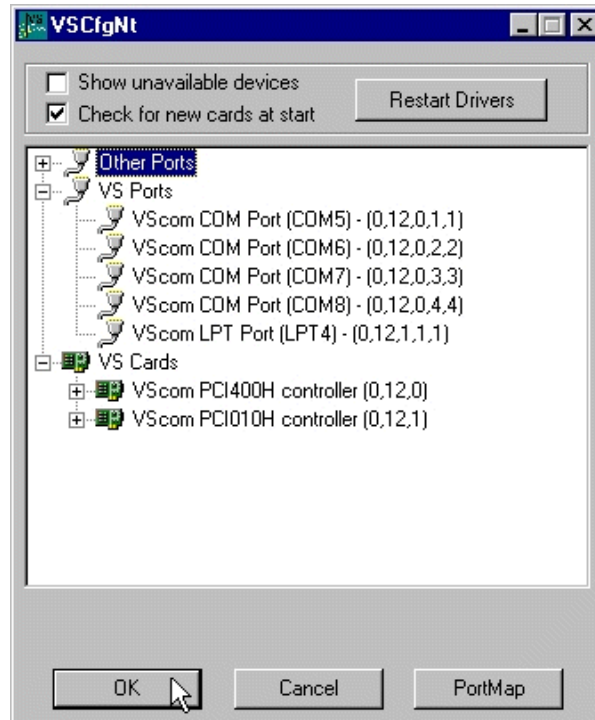 VSCfgNt
Show unavailable devices
Check for new cards at start
Restart Drivers
Other Ports
VS Ports
VScom COM Port (COM5) - (0,12,0,1,1)
VScom COM Port (COM6) - (0,12,0,2,2)
VScom COM Port (COM7) - (0,12,0,3,3)
VScom COM Port (COM8) - (0,12,0,4,4)
VScom LPT Port (LPT4) - (0,12,1,1,1)
VS Cards
VScom PCI400H controller (0,12,0)
VScom PCI010H controller (0,12,1)
OK
Cancel
PortMap